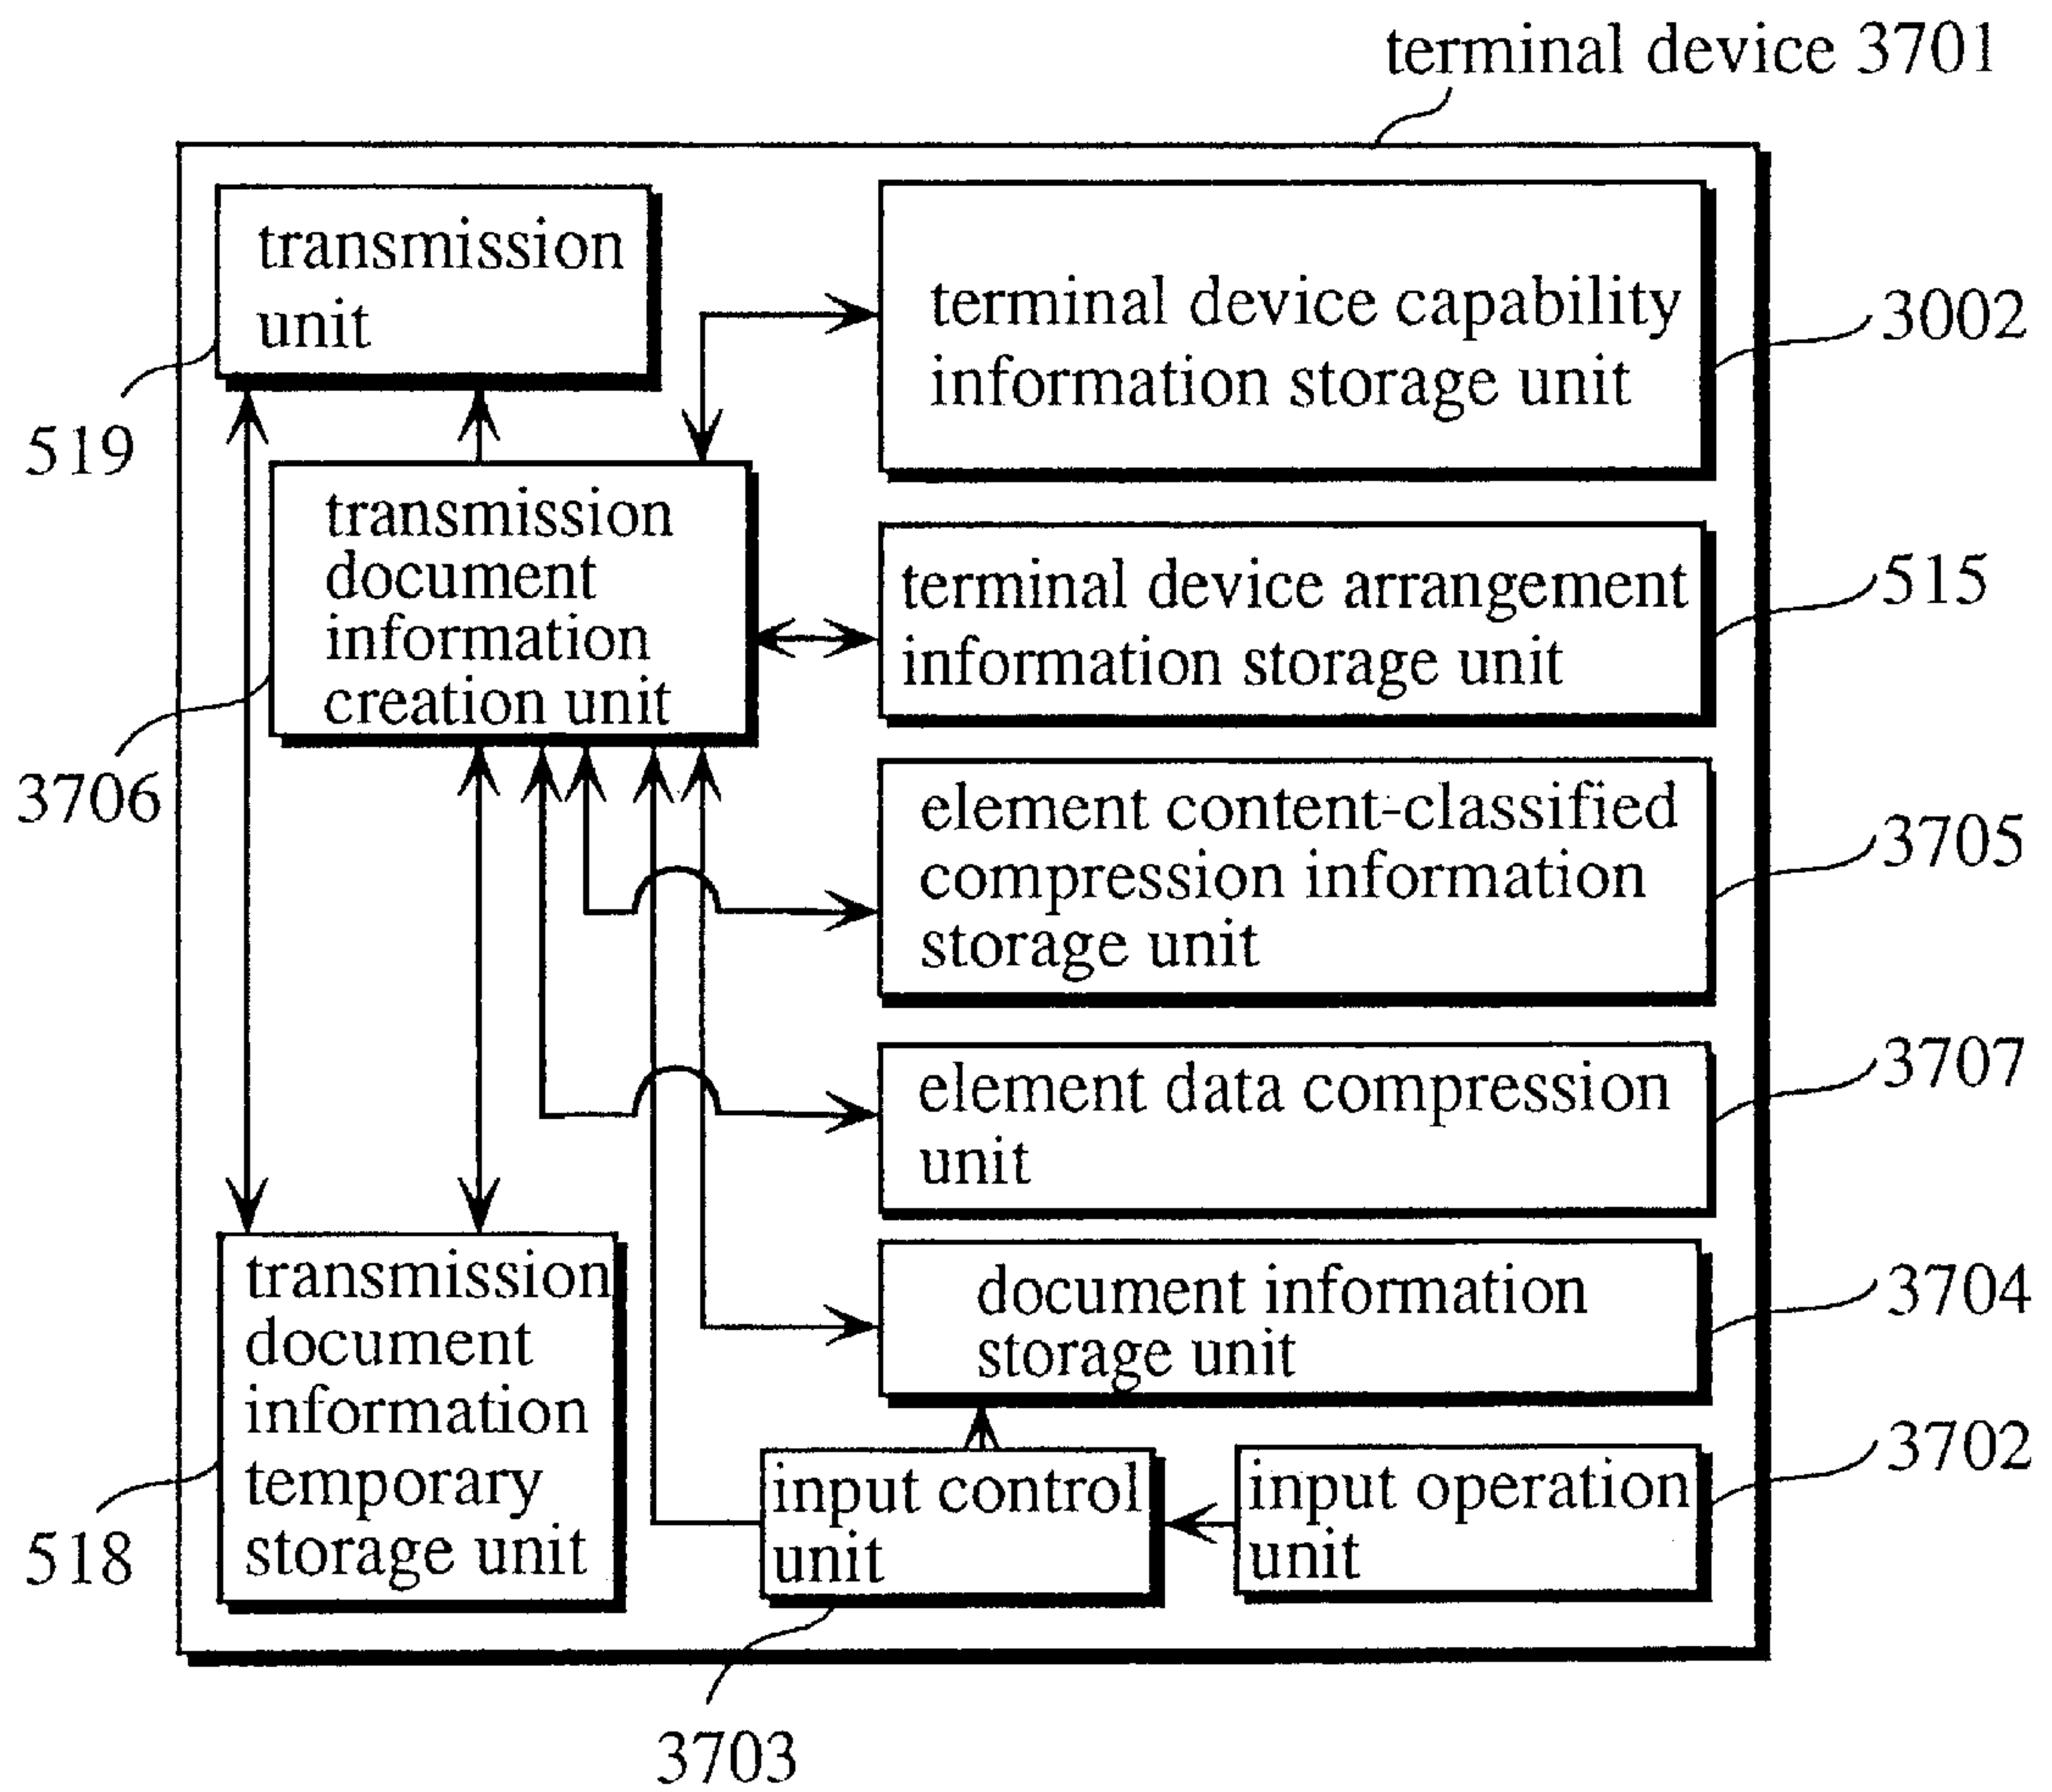 terminal device 3701
transmission
unit
519
terminal device capability
information storage unit
3002
transmission
document
information
creation unit
3706
terminal device arrangement
information storage unit
515
element content-classified
compression information
storage unit
3705
element data compression
unit
3707
transmission
document
information
temporary
storage unit
518
document information
storage unit
3704
input control
unit
3703
input operation
unit
3702